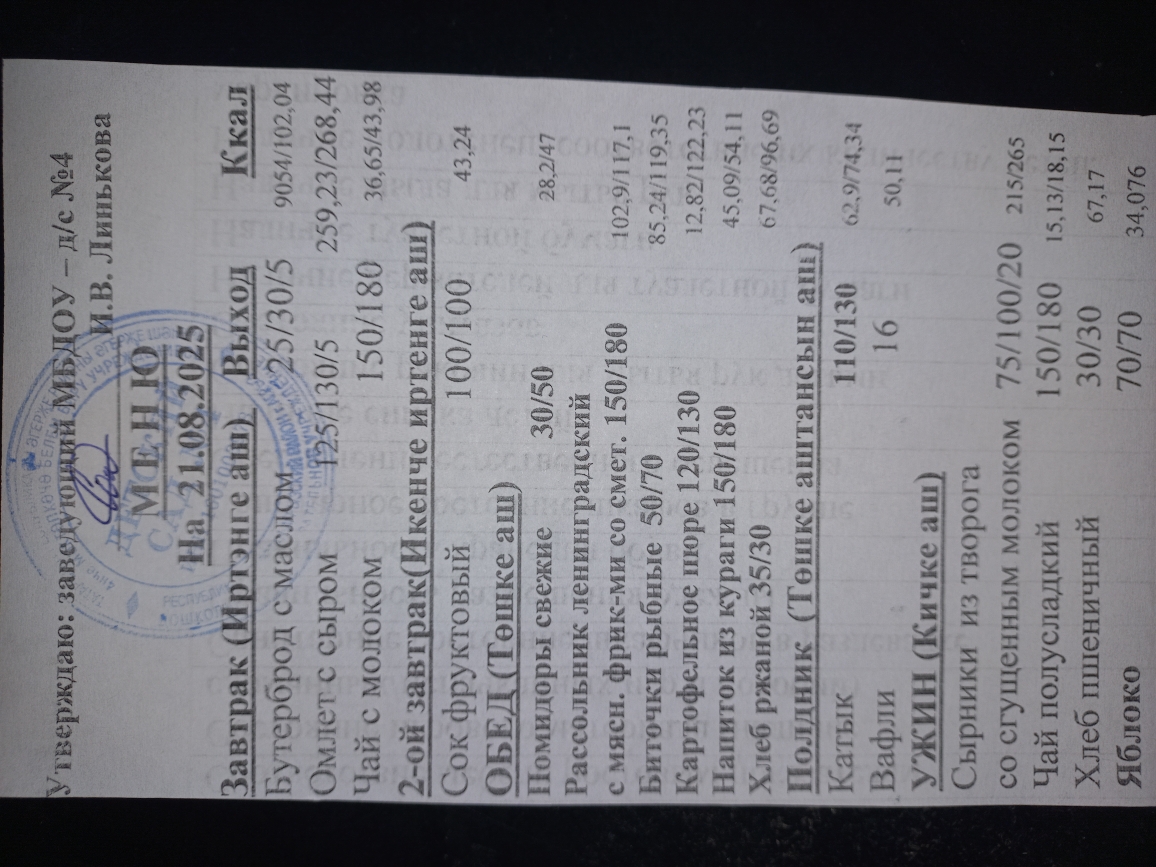 Утверждаю: заведующий МБДОУ – д/с №4
И.В. Линькова
МЕНЮ
На 21.08.2025
Завтрак (Иртэнге аш) Выход Ккал
Бутерброд с маслом 25/30/5 9054/102,04
Омлет с сыром 125/130/5 259,23/268,44
Чай с молоком 150/180 36,65/43,98
2-ой завтрак(Икенче иртенге аш)
Сок фруктовый 100/1000 43,24
ОБЕД(Төшке аш)
Помидоры свежие 30/50 28,2/47
Рассольник ленинградский
с мясн. фрик-ми со смет. 150/180 102,9/117,1
Биточки рыбные 50/70 85,24/119,35
Картофельное пюре 120/130 12,82/122,23
Напиток из кураги 150/180 45,09/54,11
Хлеб ржаной 35/30 67,68/96,69
Полдник (Төшке аштансың аш)
Катык 110/130 62,9/74,34
Вафли 16 50,11
УЖИН (Кичке аш)
Сырники из творога
со сгущенным молоком 75/100/20 215/265
Чай полусладкий 150/180 15,13/18,15
Хлеб пшеничный 30/30 67,17
Яблоко 70/70 34,076
ДЕТСКИЙ
САД